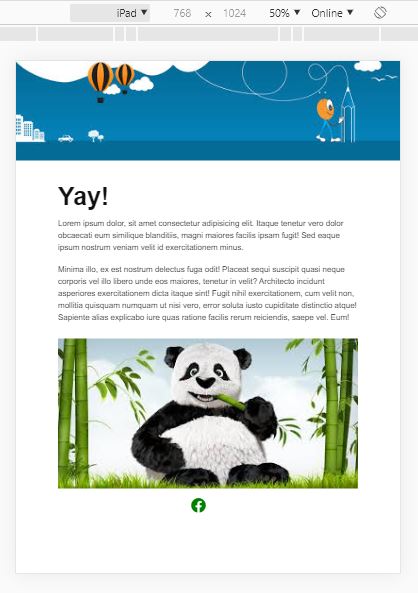 iPad ▼ 768 × 1024 50% ▼ Online ▼
Yay!
Lorem ipsum dolor, sit amet consectetur adipisicing elit. Itaque tenetur vero dolor
obcaecati eum similique blanditiis, magni maiores facilis ipsam fugit! Sed eaque
ipsum nostrum veniam velit id exercitationem minus.
Minima illo, ex est nostrum delectus fuga odit! Placeat sequi suscipit quasi neque
corporis vel illo libero unde eos maiores, tenetur in velit? Architecto incidunt
asperiores exercitationem dicta itaque sint! Fugit nihil exercitationem, cum velit non,
mollitia quisquam numquam ut nisi vero, error soluta iusto cupiditate distinctio atque!
Sapiente alias explicabo iure quas ratione facilis rerum reiciendis, saepe vel. Eum!